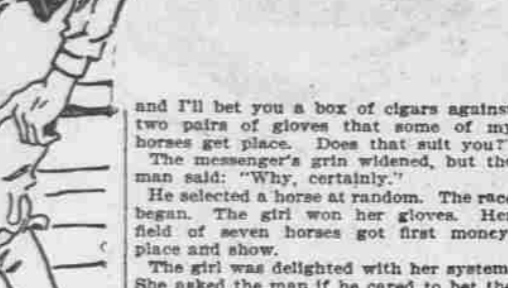 and I'll bet you a box of cigars against
two pairs of gloves that some of my
horses get place. Does that suit you?"
The messenger's grin widened, but the
man said: "Why, certainly."
He selected a horse at random. The race
began. The girl won her gloves. Her
field of seven horses got first money,
place and show.
The girl was delighted with her system.
She asked the man if he cared to bet the